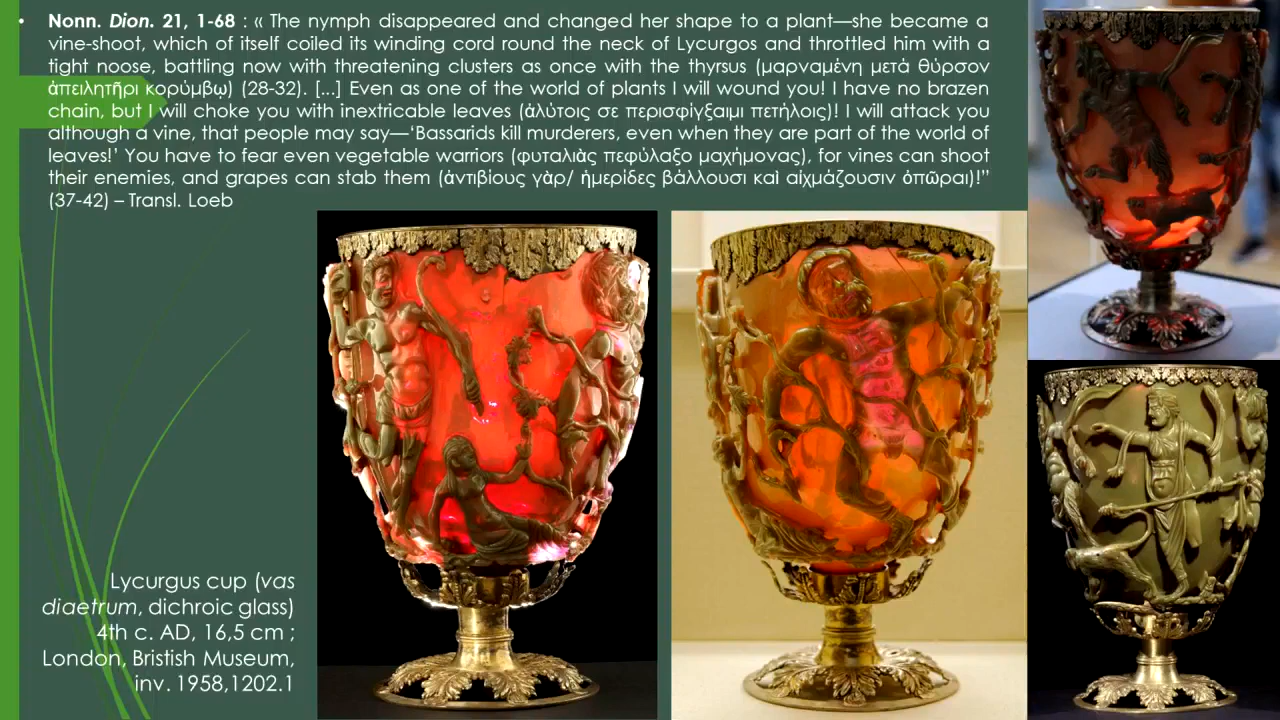 • Nonn. Dion. 21, 1-68 : « The nymph disappeared and changed her shape to a plant—she became a
vine-shoot, which of itself coiled its winding cord round the neck of Lycurgos and throttled him with a
tight noose, battling now with threatening clusters as once with the thyrsus (μαρναμένη μετὰ θύρσον
ἀπειλητῆρι κορύμβῳ) (28-32). [...] Even as one of the world of plants I will wound you! I have no brazen
chain, but I will choke you with inextricable leaves (ἀλύτοις σε περισφίγξαιμι πετήλοις)! I will attack you
although a vine, that people may say—‘Bassarids kill murderers, even when they are part of the world of
leaves!’ You have to fear even vegetable warriors (φυταλιὰς πεφύλαξο μαχήμονας), for vines can shoot
their enemies, and grapes can stab them (ἀντιβίους γὰρ/ ἡμερίδες βάλλουσι καὶ αἰχμάζουσιν ὀπῶραι)!”
(37-42) – Transl. Loeb
Lycurgus cup (vas
diaetrum, dichroic glass)
4th c. AD, 16,5 cm ;
London, Bristish Museum,
inv. 1958,1202.1